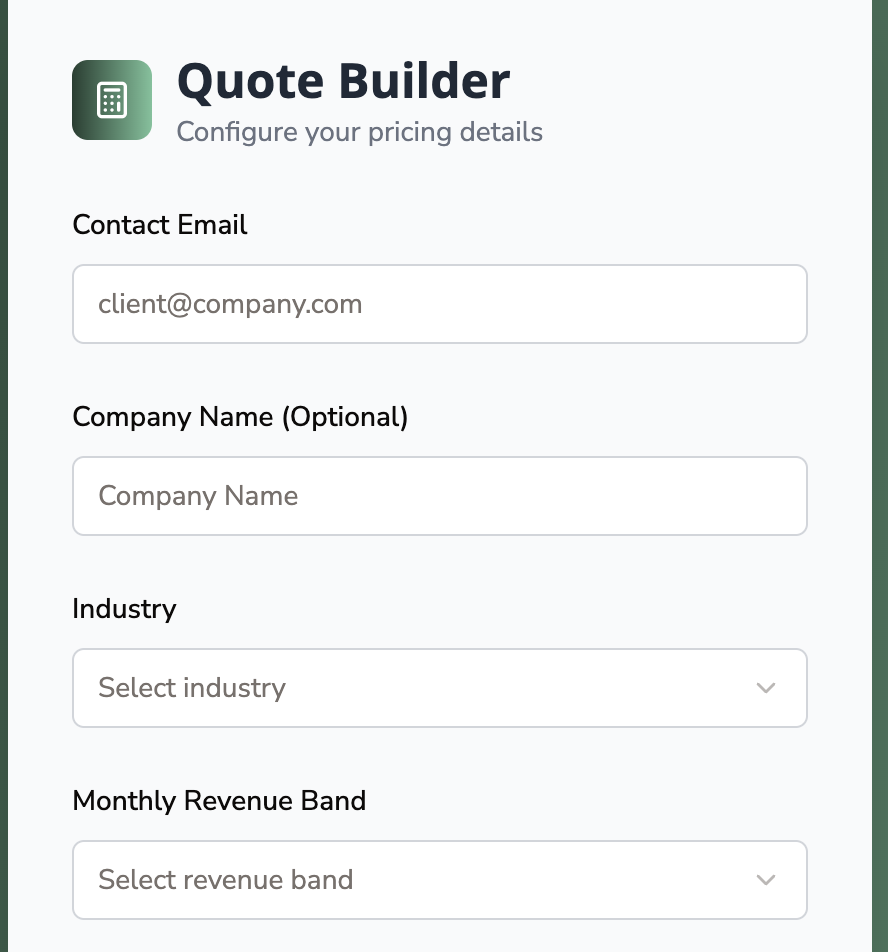 Quote Builder
Configure your pricing details
Contact Email
client@company.com
Company Name (Optional)
Company Name
Industry
Select industry
Monthly Revenue Band
Select revenue band